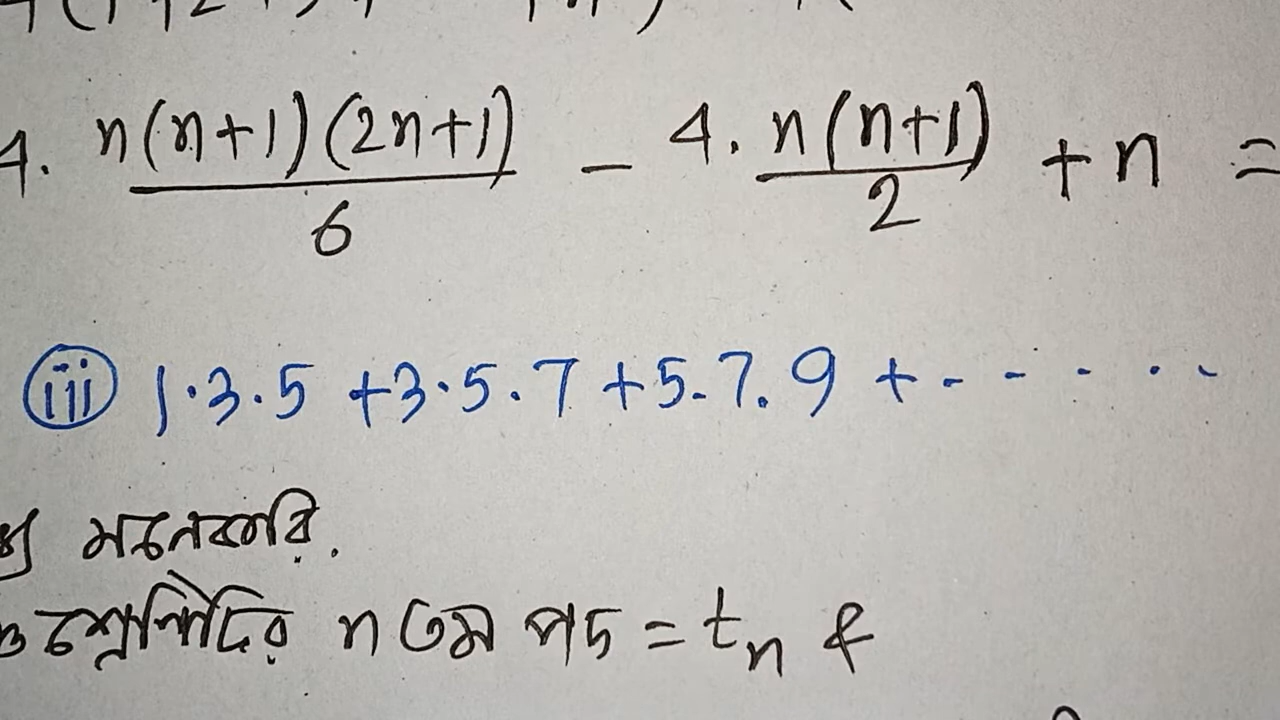 4. n(n+1)(2n+1)/6 - 4. n(n+1)/2 + n =
(iii) 1.3.5 + 3.5.7 + 5.7.9 + . . . . .
মনেকরি.
n তম পদ = tn &